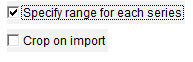 Specify range for each series
Crop on import